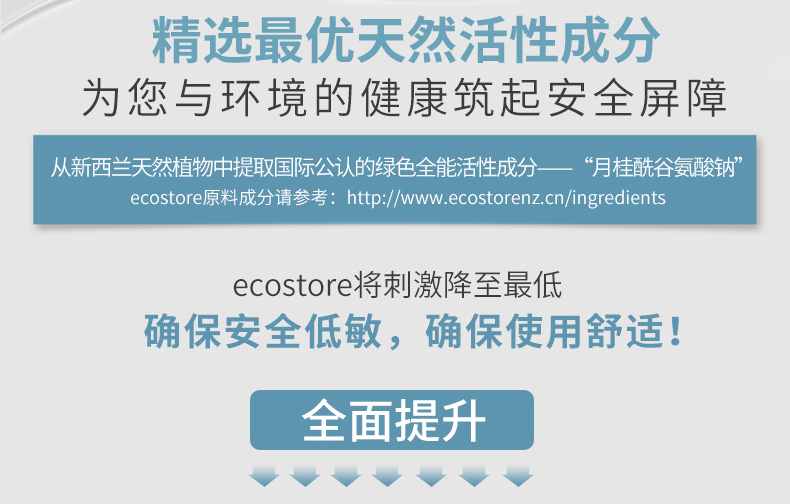 精选最优天然活性成分
为您与环境的健康筑起安全屏障
从新西兰天然植物中提取国际公认的绿色全能活性成分——“月桂酰谷氨酸钠”
ecostore原料成分请参考：http://www.ecostorenz.cn/ingredients
ecostore将刺激降至最低
确保安全低敏，确保使用舒适！
全面提升